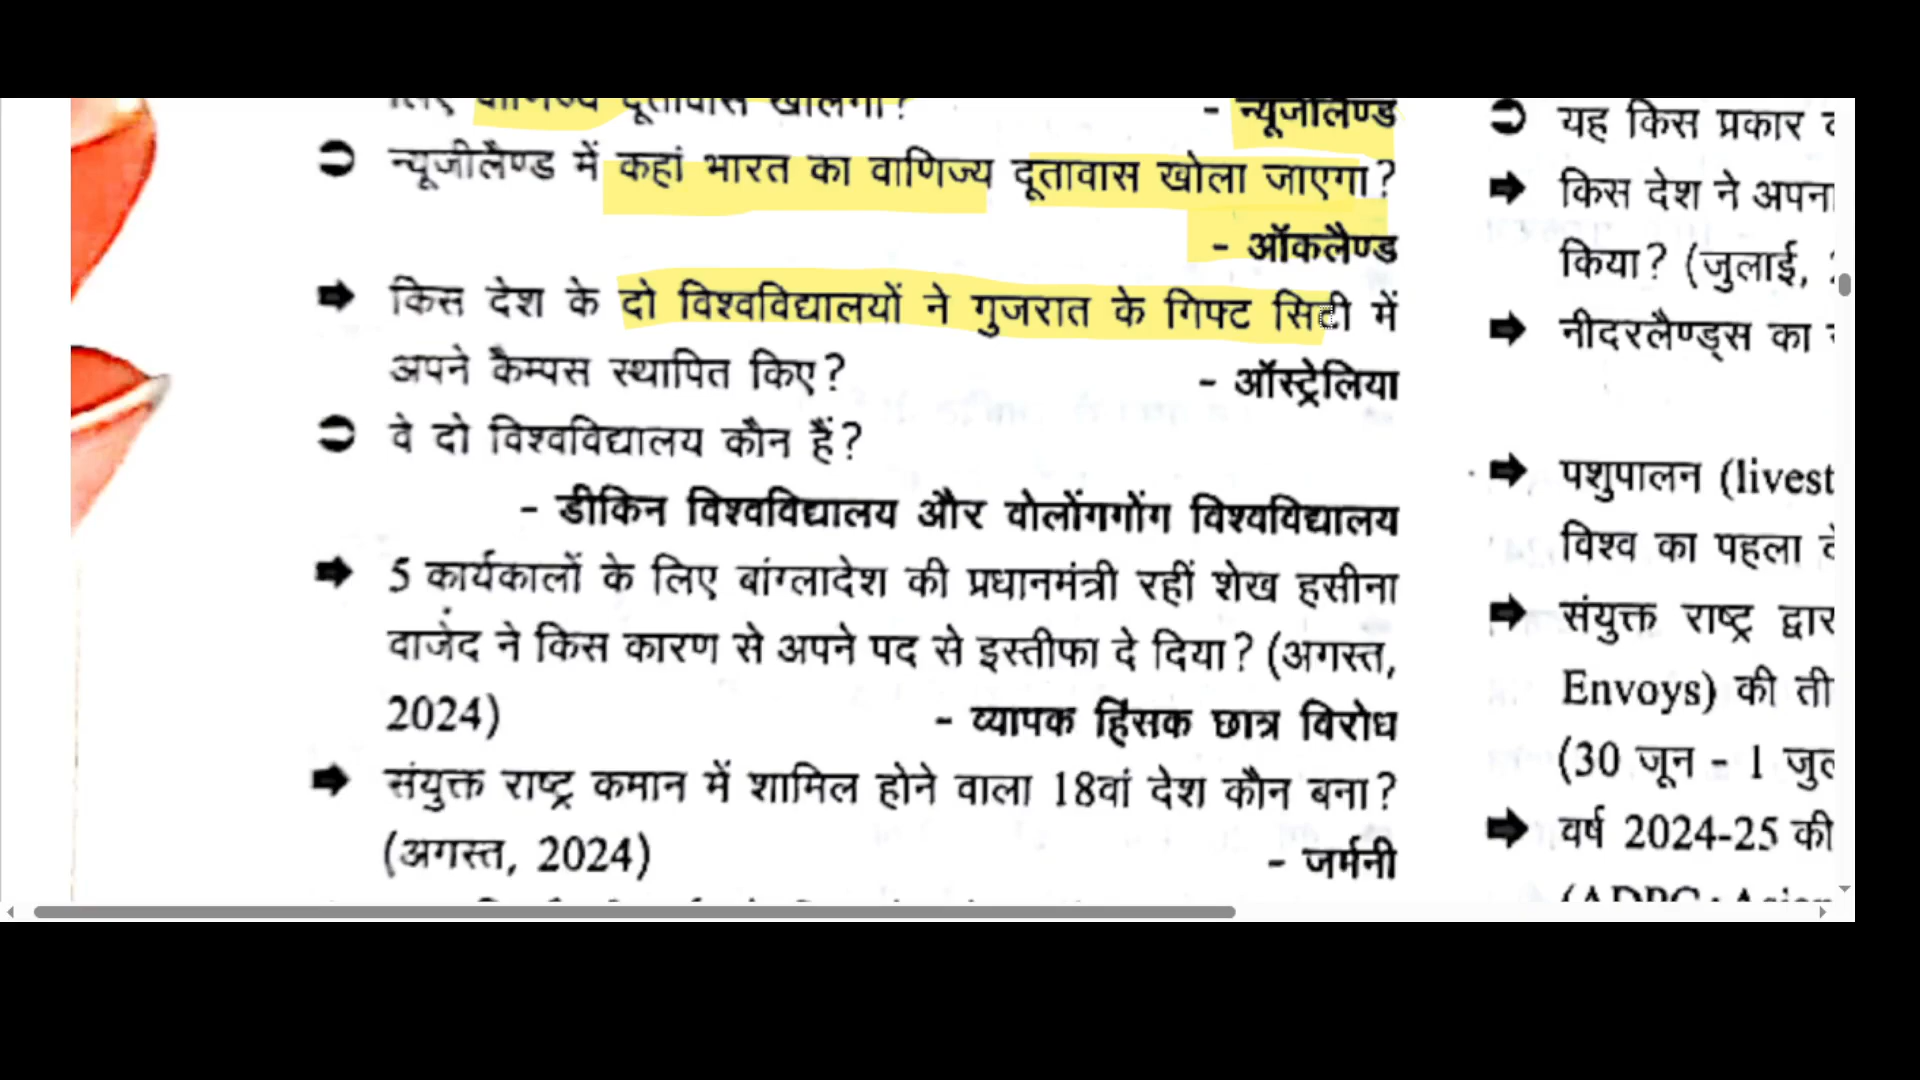 लिए वाणिज्य दूतावास खोलेगा? - न्यूजीलैण्ड
न्यूजीलैण्ड में कहां भारत का वाणिज्य दूतावास खोला जाएगा?
- ऑकलैण्ड
किस देश के दो विश्वविद्यालयों ने गुजरात के गिफ्ट सिटी में
अपने कैम्पस स्थापित किए? - ऑस्ट्रेलिया
वे दो विश्वविद्यालय कौन हैं?
- डीकिन विश्वविद्यालय और वोलोंगगोंग विश्वविद्यालय
5 कार्यकालों के लिए बांग्लादेश की प्रधानमंत्री रहीं शेख हसीना
वाजेद ने किस कारण से अपने पद से इस्तीफा दे दिया? (अगस्त,
2024) - व्यापक हिंसक छात्र विरोध
संयुक्त राष्ट्र कमान में शामिल होने वाला 18वां देश कौन बना?
(अगस्त, 2024) - जर्मनी
यह किस प्रकार
किस देश ने अपना
किया? (जुलाई,
नीदरलैण्ड्स का
पशुपालन (livest
विश्व का पहला
संयुक्त राष्ट्र द्वार
Envoys) की ती
(30 जून - 1 जुल
वर्ष 2024-25 की